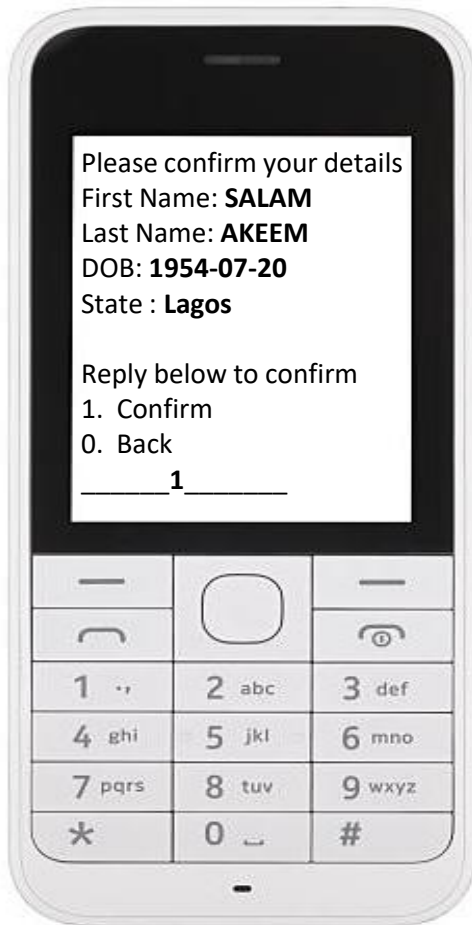 Please confirm your details
First Name: SALAM
Last Name: AKEEM
DOB: 1954-07-20
State : Lagos
Reply below to confirm
1. Confirm
0. Back
______1_______
1 .,
2 abc
3 def
4 ghi
5 jkl
6 mno
7 pqrs
8 tuv
9 wxyz
*
0
#